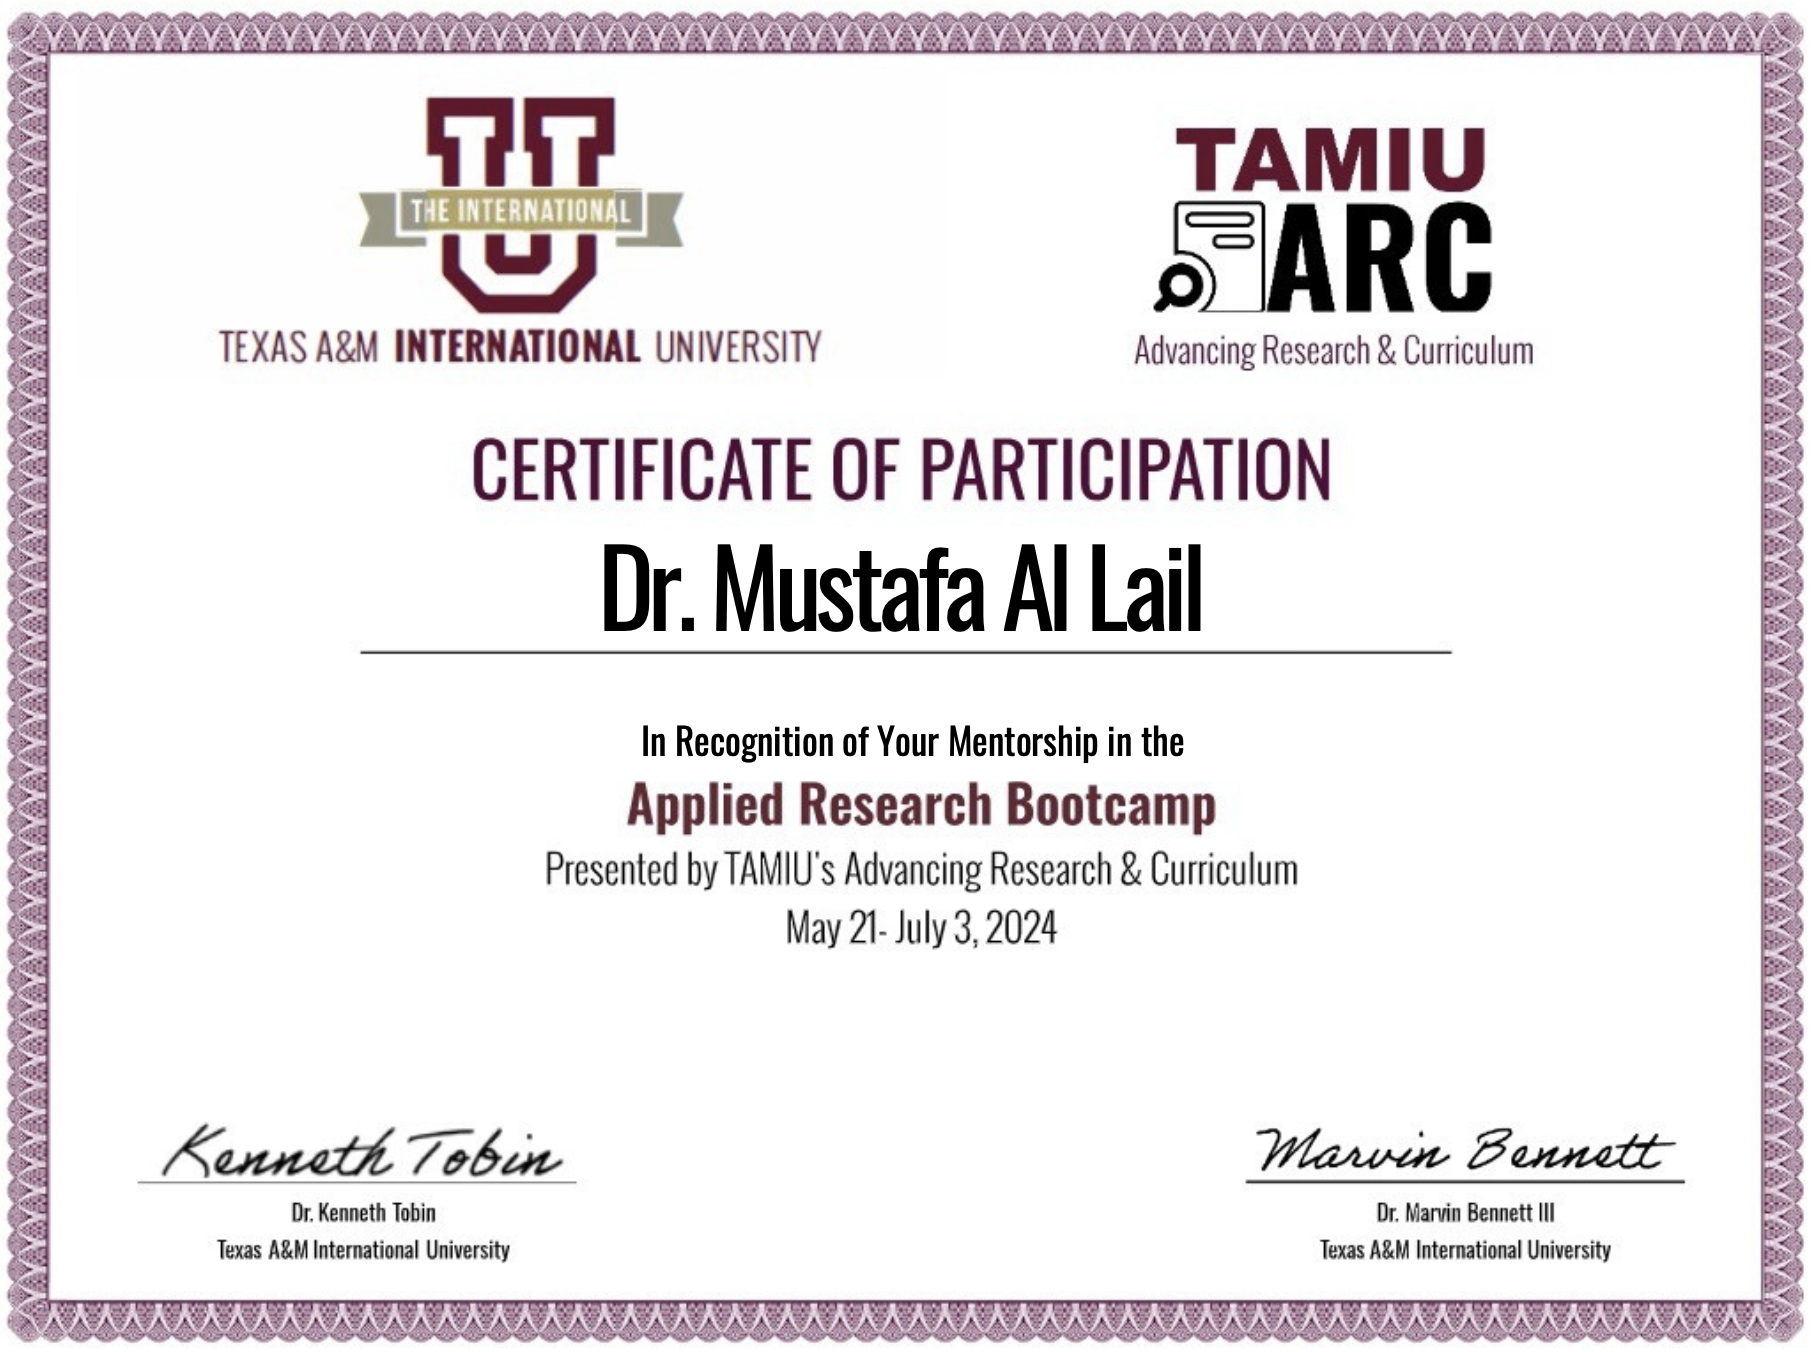 THE INTERNATIONAL
TEXAS A&M INTERNATIONAL UNIVERSITY
TAMIU
ARC
Advancing Research & Curriculum
CERTIFICATE OF PARTICIPATION
Dr. Mustafa Al Lail
In Recognition of Your Mentorship in the
Applied Research Bootcamp
Presented by TAMIU's Advancing Research & Curriculum
May 21- July 3, 2024
Kenneth Tobin
Dr. Kenneth Tobin
Texas A&M International University
Marvin Bennett
Dr. Marvin Bennett III
Texas A&M International University